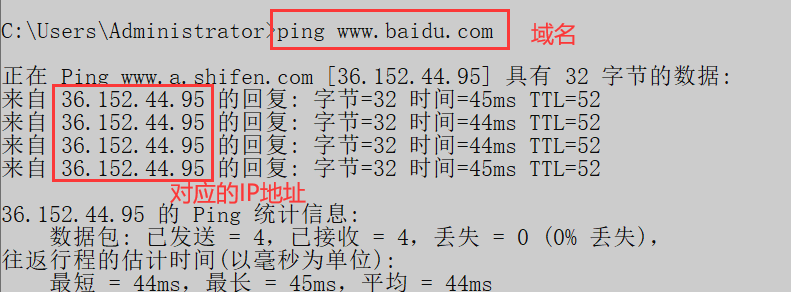 C:\Users\Administrator>ping www.baidu.com 域名
正在 Ping www.a.shifen.com [36.152.44.95] 具有 32 字节的数据:
来自 36.152.44.95 的回复: 字节=32 时间=45ms TTL=52
来自 36.152.44.95 的回复: 字节=32 时间=44ms TTL=52
来自 36.152.44.95 的回复: 字节=32 时间=44ms TTL=52
来自 36.152.44.95 的回复: 字节=32 时间=45ms TTL=52
对应的IP地址
36.152.44.95 的 Ping 统计信息:
数据包: 已发送 = 4，已接收 = 4，丢失 = 0 (0% 丢失)，
往返行程的估计时间(以毫秒为单位):
最短 = 44ms，最长 = 45ms，平均 = 44ms